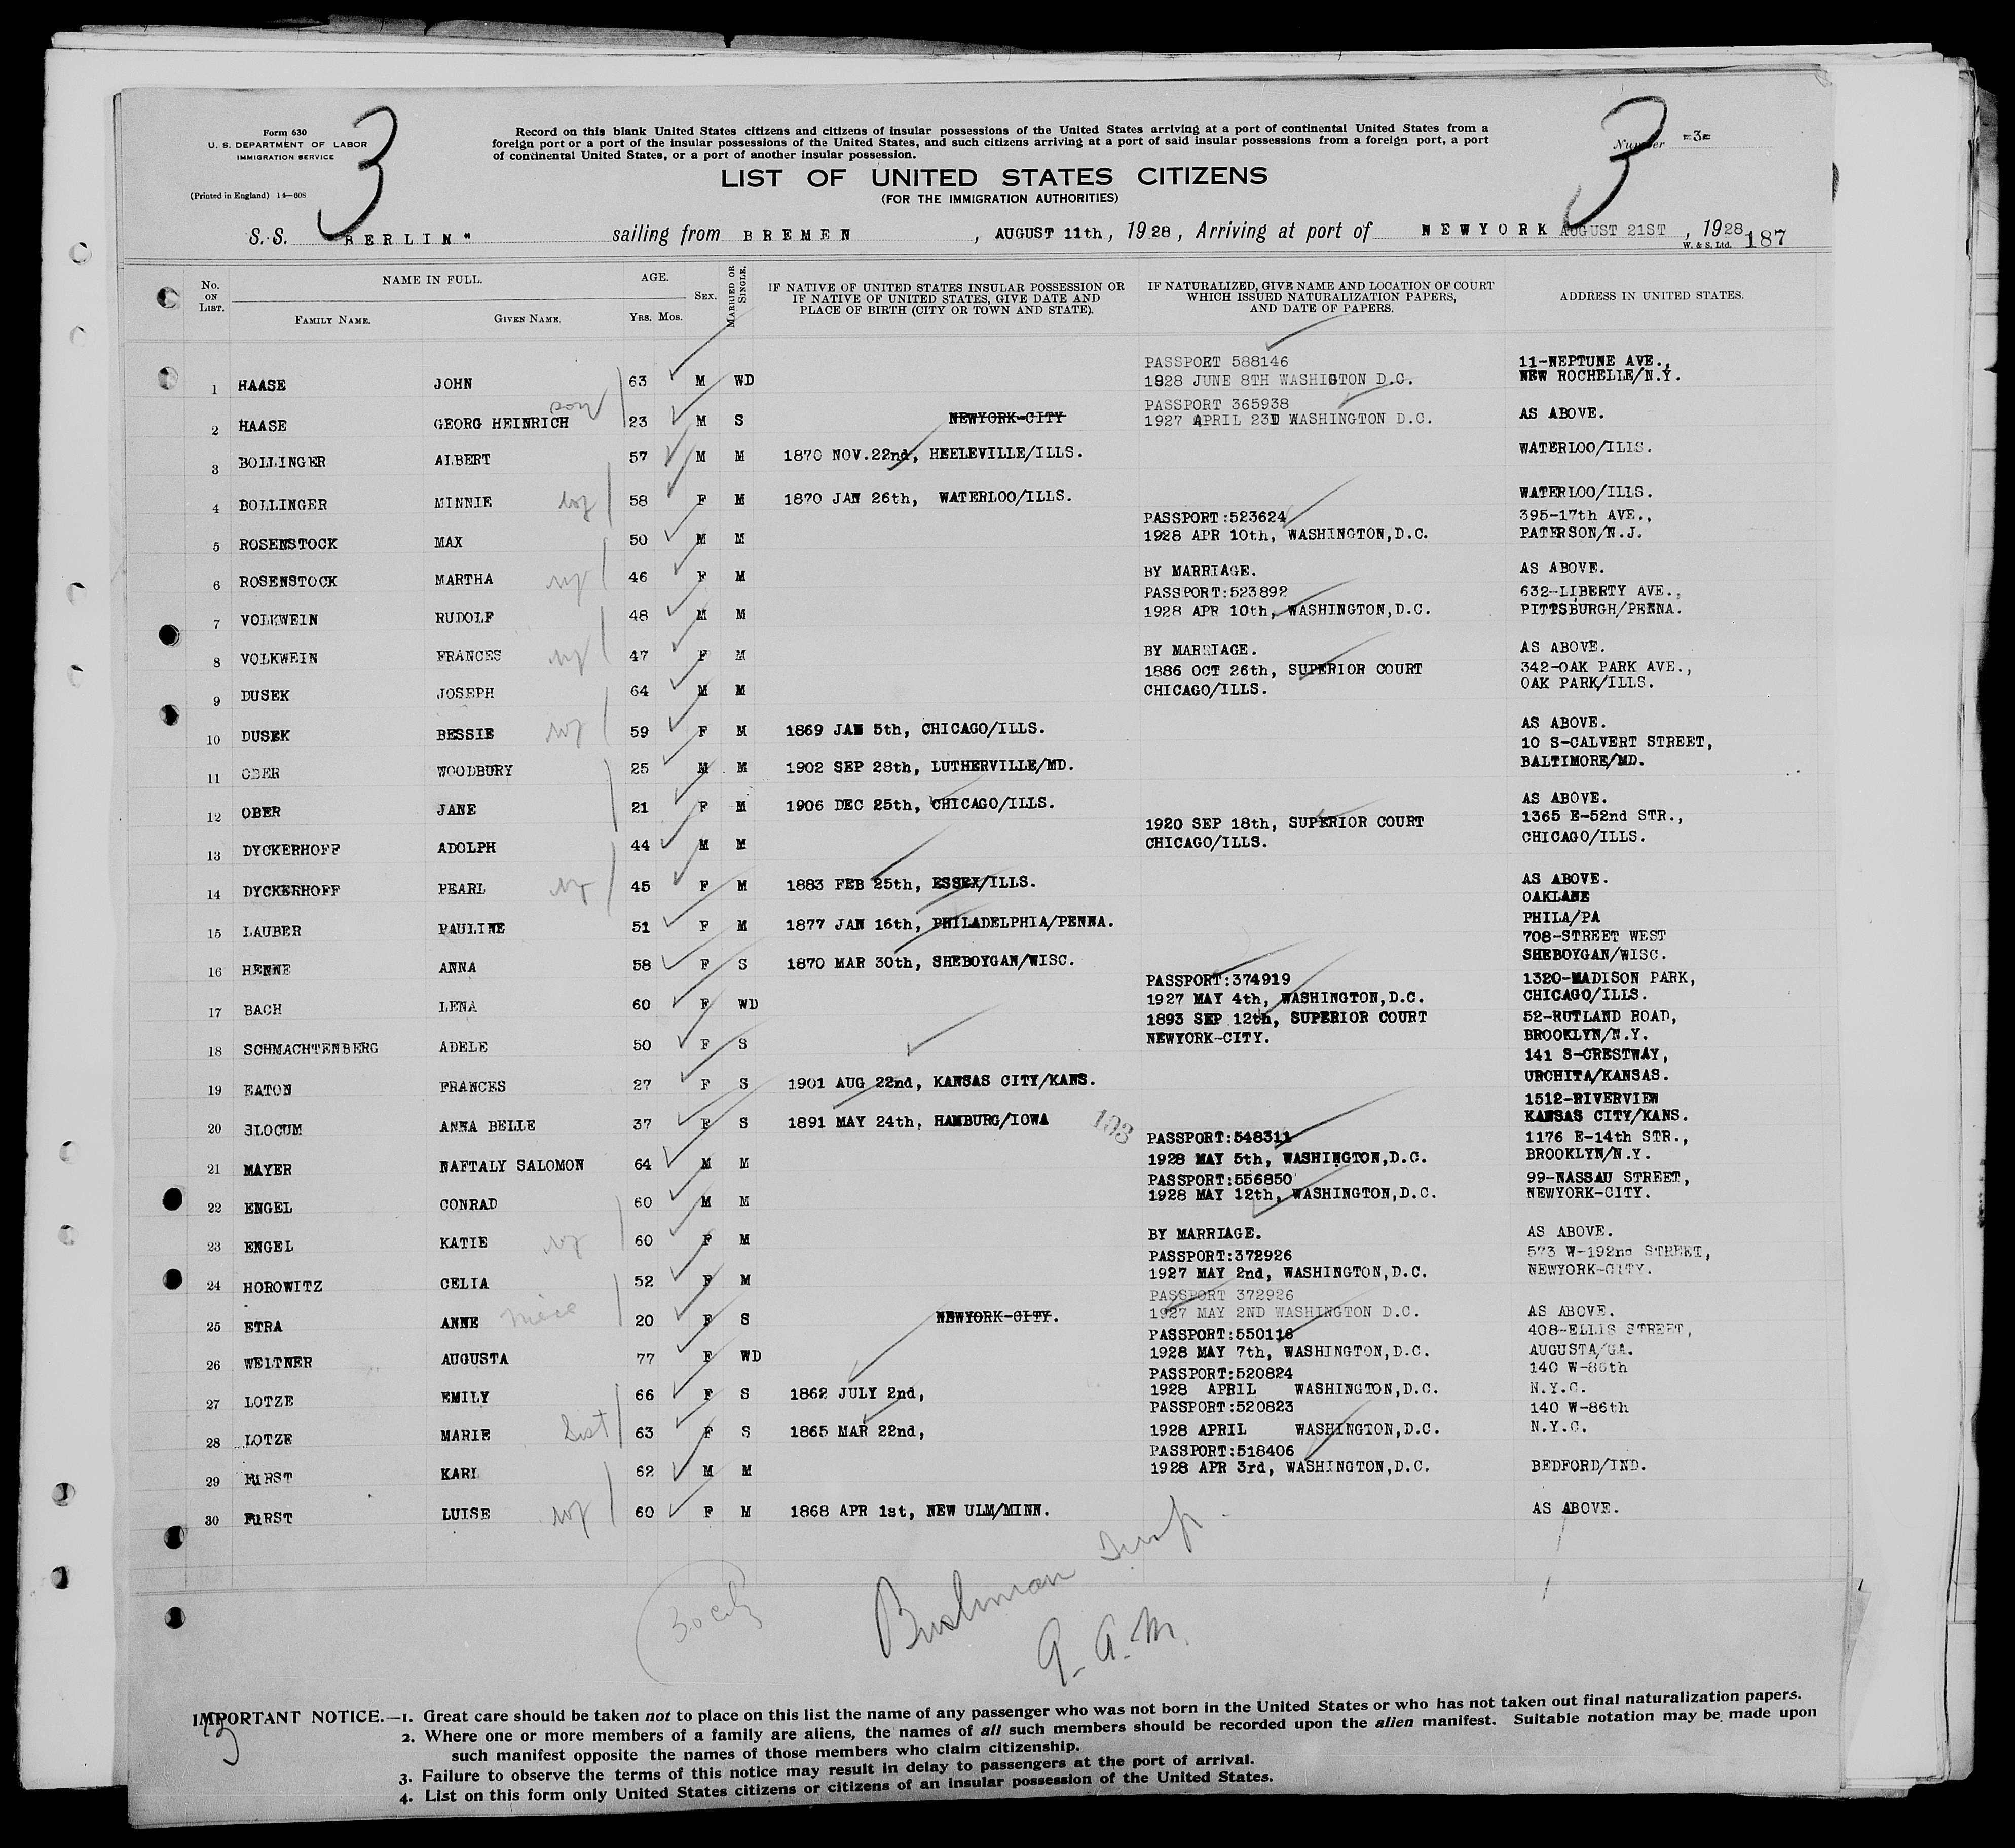 Form 630
U. S. DEPARTMENT OF LABOR
IMMIGRATION SERVICE
(Printed in England) 14—608
3
Record on this blank United States citizens and citizens of insular possessions of the United States arriving at a port of continental United States from a
foreign port or a port of the insular possessions of the United States, and such citizens arriving at a port of said insular possessions from a foreign port, a port
of continental United States, or a port of another insular possession.
3
Number =3=
LIST OF UNITED STATES CITIZENS
(FOR THE IMMIGRATION AUTHORITIES)
S.S. BERLIN" sailing from BREMEN, AUGUST 11th, 1928, Arriving at port of NEWYORK AUGUST 21ST, 1928
W. & S. Ltd. 187
No. ON LIST. NAME IN FULL. AGE. SEX. MARRIED OR SINGLE. IF NATIVE OF UNITED STATES INSULAR POSSESSION OR IF NATIVE OF UNITED STATES, GIVE DATE AND PLACE OF BIRTH (CITY OR TOWN AND STATE). IF NATURALIZED, GIVE NAME AND LOCATION OF COURT WHICH ISSUED NATURALIZATION PAPERS, AND DATE OF PAPERS. ADDRESS IN UNITED STATES.
FAMILY NAME. GIVEN NAME. YRS. MOS.
PASSPORT 588146 11-NEPTUNE AVE.,
1 HAASE JOHN 63 M WD 1928 JUNE 8TH WASHIGTON D.C. NEW ROCHELLE/N.Y.
son PASSPORT 365938
2 HAASE GEORG HEINRICH 23 M S NEWYORK-CITY 1927 APRIL 23D WASHINGTON D.C. AS ABOVE.
3 BOLLINGER ALBERT 57 M M 1870 NOV.22nd, HEELEVILLE/ILLS. WATERLOO/ILLS.
4 BOLLINGER MINNIE wf 58 F M 1870 JAN 26th, WATERLOO/ILLS. WATERLOO/ILLS.
PASSPORT:523624 395-17th AVE.,
5 ROSENSTOCK MAX 50 M M 1928 APR 10th, WASHINGTON,D.C. PATERSON/N.J.
6 ROSENSTOCK MARTHA wf 46 F M BY MARRIAGE. AS ABOVE.
PASSPORT:523892 632-LIBERTY AVE.,
7 VOLKWEIN RUDOLF 48 M M 1928 APR 10th, WASHINGTON,D.C. PITTSBURGH/PENNA.
8 VOLKWEIN FRANCES wf 47 F M BY MARRIAGE. AS ABOVE.
1886 OCT 26th, SUPERIOR COURT 342-OAK PARK AVE.,
9 DUSEK JOSEPH 64 M M CHICAGO/ILLS. OAK PARK/ILLS.
10 DUSEK BESSIE wf 59 F M 1869 JAN 5th, CHICAGO/ILLS. AS ABOVE.
10 S-CALVERT STREET,
11 OBER WOODBURY 25 M M 1902 SEP 28th, LUTHERVILLE/MD. BALTIMORE/MD.
12 OBER JANE 21 F M 1906 DEC 25th, CHICAGO/ILLS. AS ABOVE.
1920 SEP 18th, SUPERIOR COURT 1365 E-52nd STR.,
13 DYCKERHOFF ADOLPH 44 M M CHICAGO/ILLS. CHICAGO/ILLS.
14 DYCKERHOFF PEARL wf 45 F M 1883 FEB 25th, ESSEX/ILLS. AS ABOVE.
OAKLANE
15 LAUBER PAULINE 51 F M 1877 JAN 16th, PHILADELPHIA/PENNA. PHILA/PA
708-STREET WEST
16 HENNE ANNA 58 F S 1870 MAR 30th, SHEBOYGAN/WISC. SHEBOYGAN/WISC.
PASSPORT:374919 1320-MADISON PARK,
17 BACH LENA 60 F WD 1927 MAY 4th, WASHINGTON,D.C. CHICAGO/ILLS.
1893 SEP 12th, SUPERIOR COURT 52-RUTLAND ROAD,
18 SCHMACHTENBERG ADELE 50 F S NEWYORK-CITY. BROOKLYN/N.Y.
141 S-CRESTWAY,
19 EATON FRANCES 27 F S 1901 AUG 22nd, KANSAS CITY/KANS. URCHITA/KANSAS.
1512-RIVERVIEW
20 SLOCUM ANNA BELLE 37 F S 1891 MAY 24th, HAMBURG/IOWA 103 KANSAS CITY/KANS.
PASSPORT:548311 1176 E-14th STR.,
21 MAYER NAFTALY SALOMON 64 M M 1928 MAY 5th, WASHINGTON,D.C. BROOKLYN/N.Y.
PASSPORT:556850 99-NASSAU STREET,
22 ENGEL CONRAD 60 M M 1928 MAY 12th, WASHINGTON,D.C. NEWYORK-CITY.
23 ENGEL KATIE wf 60 F M BY MARRIAGE. AS ABOVE.
PASSPORT:372926 573 W-192nd STREET,
24 HOROWITZ CELIA 52 F M 1927 MAY 2nd, WASHINGTON,D.C. NEWYORK-CITY.
PASSPORT 372926
25 ETRA ANNE niece 20 F S NEWYORK-CITY. 1927 MAY 2ND WASHINGTON D.C. AS ABOVE.
PASSPORT:550118 408-ELLIS STREET,
26 WELTNER AUGUSTA 77 F WD 1928 MAY 7th, WASHINGTON,D.C. AUGUSTA/GA.
PASSPORT:520824 140 W-86th
27 LOTZE EMILY 66 F S 1862 JULY 2nd, 1928 APRIL WASHINGTON,D.C. N.Y.C.
PASSPORT:520823 140 W-86th
28 LOTZE MARIE Sist 63 F S 1865 MAR 22nd, 1928 APRIL WASHINGTON,D.C. N.Y.C.
PASSPORT:518406
29 FURST KARL 62 M M 1928 APR 3rd, WASHINGTON,D.C. BEDFORD/IND.
30 FURST LUISE wf 60 F M 1868 APR 1st, NEW ULM/MINN. AS ABOVE.
Bushman Insp.
IMPORTANT NOTICE.—1. Great care should be taken not to place on this list the name of any passenger who was not born in the United States or who has not taken out final naturalization papers.
2. Where one or more members of a family are aliens, the names of all such members should be recorded upon the alien manifest. Suitable notation may be made upon
such manifest opposite the names of those members who claim citizenship.
3. Failure to observe the terms of this notice may result in delay to passengers at the port of arrival.
4. List on this form only United States citizens or citizens of an insular possession of the United States.